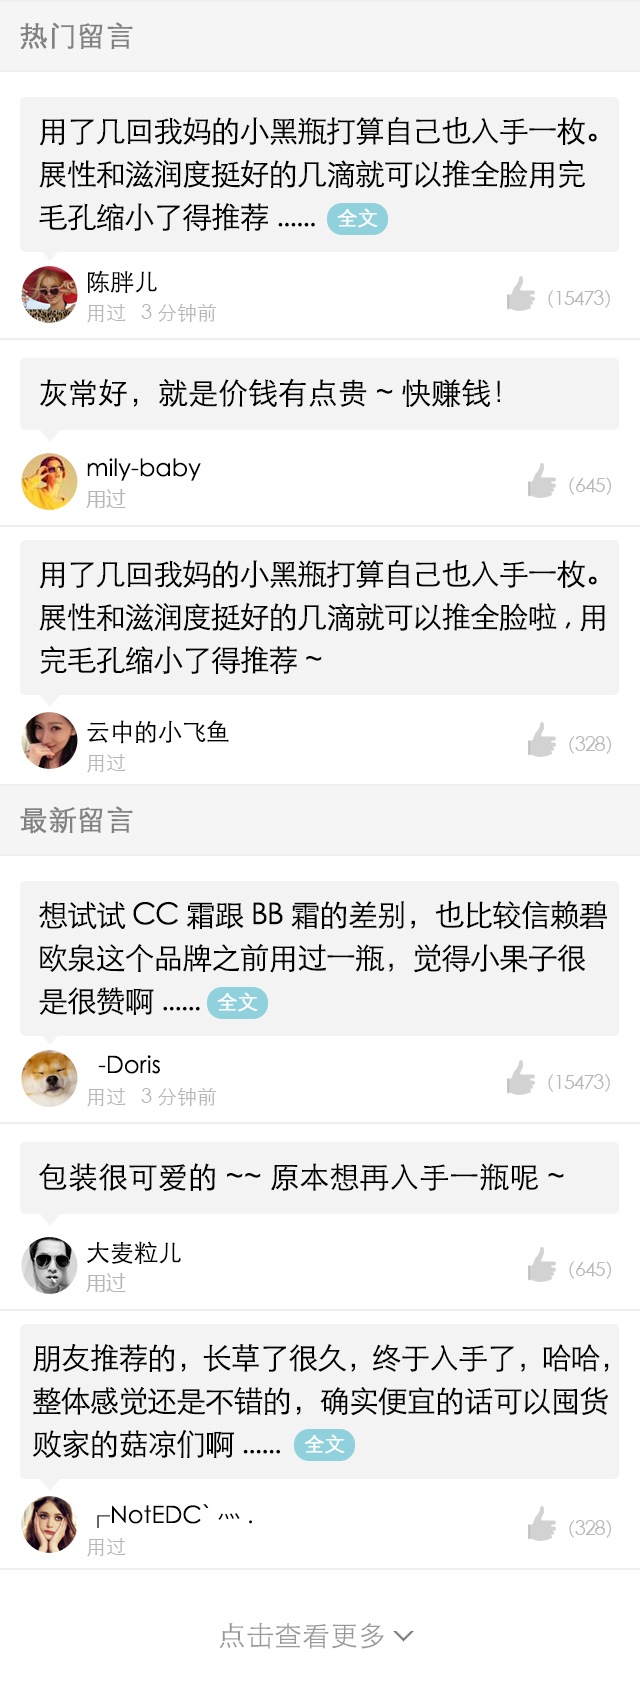 热门留言
用了几回我妈的小黑瓶打算自己也入手一枚。
展性和滋润度挺好的几滴就可以推全脸用完
毛孔缩小了得推荐 ...... 全文
陈胖儿
用过 3 分钟前
(15473)
灰常好，就是价钱有点贵 ~ 快赚钱！
mily-baby
用过
(645)
用了几回我妈的小黑瓶打算自己也入手一枚。
展性和滋润度挺好的几滴就可以推全脸啦 , 用
完毛孔缩小了得推荐 ~
云中的小飞鱼
用过
(328)
最新留言
想试试 CC 霜跟 BB 霜的差别，也比较信赖碧
欧泉这个品牌之前用过一瓶，觉得小果子很
是很赞啊 ...... 全文
-Doris
用过 3 分钟前
(15473)
包装很可爱的 ~~ 原本想再入手一瓶呢 ~
大麦粒儿
用过
(645)
朋友推荐的，长草了很久，终于入手了，哈哈，
整体感觉还是不错的，确实便宜的话可以囤货
败家的菇凉们啊 ...... 全文
┌NotEDC` 灬 .
用过
(328)
点击查看更多